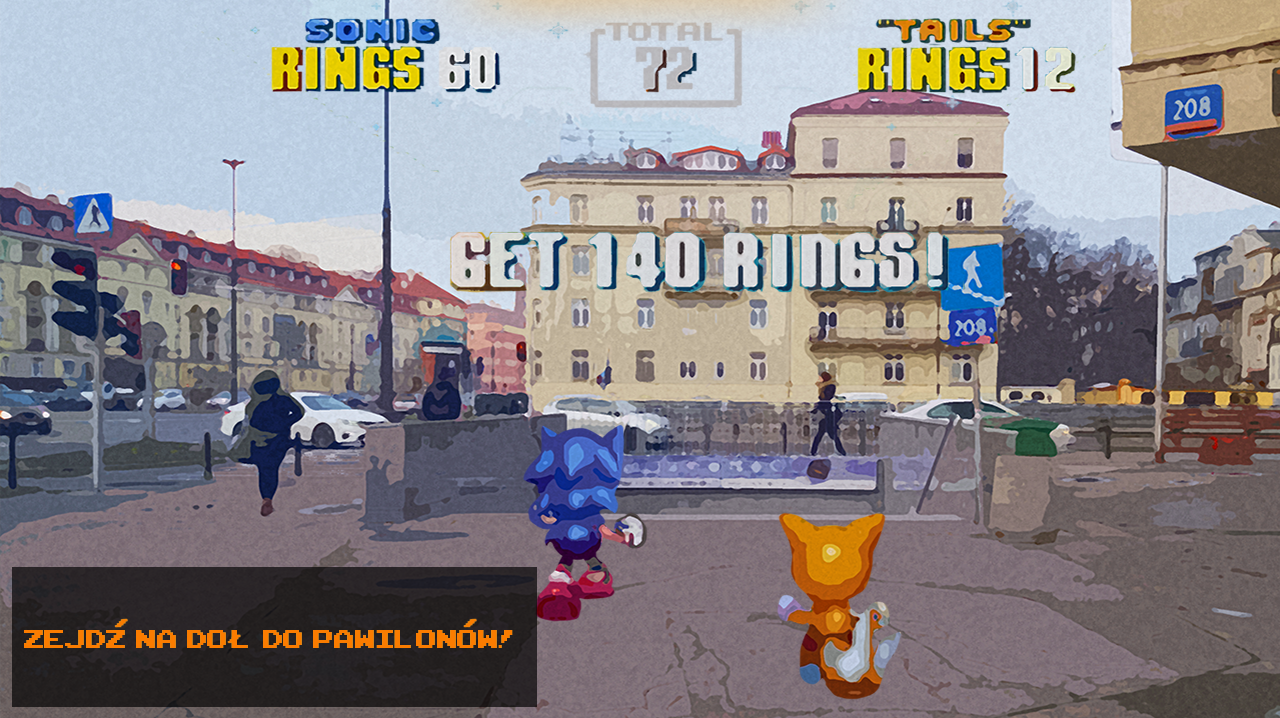 SONIC
RINGS 60
TOTAL
72
"TAILS"
RINGS 12
208
GET 140 RINGS!
208
ZEJDŹ NA DOŁ DO PAWILONÓW!